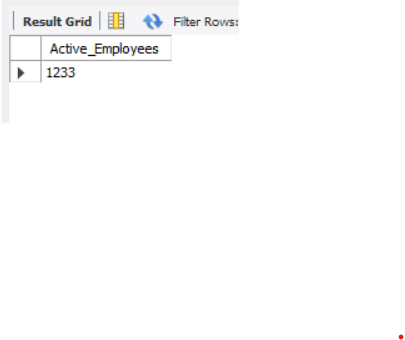 Result Grid Filter Rows:
Active_Employees
1233